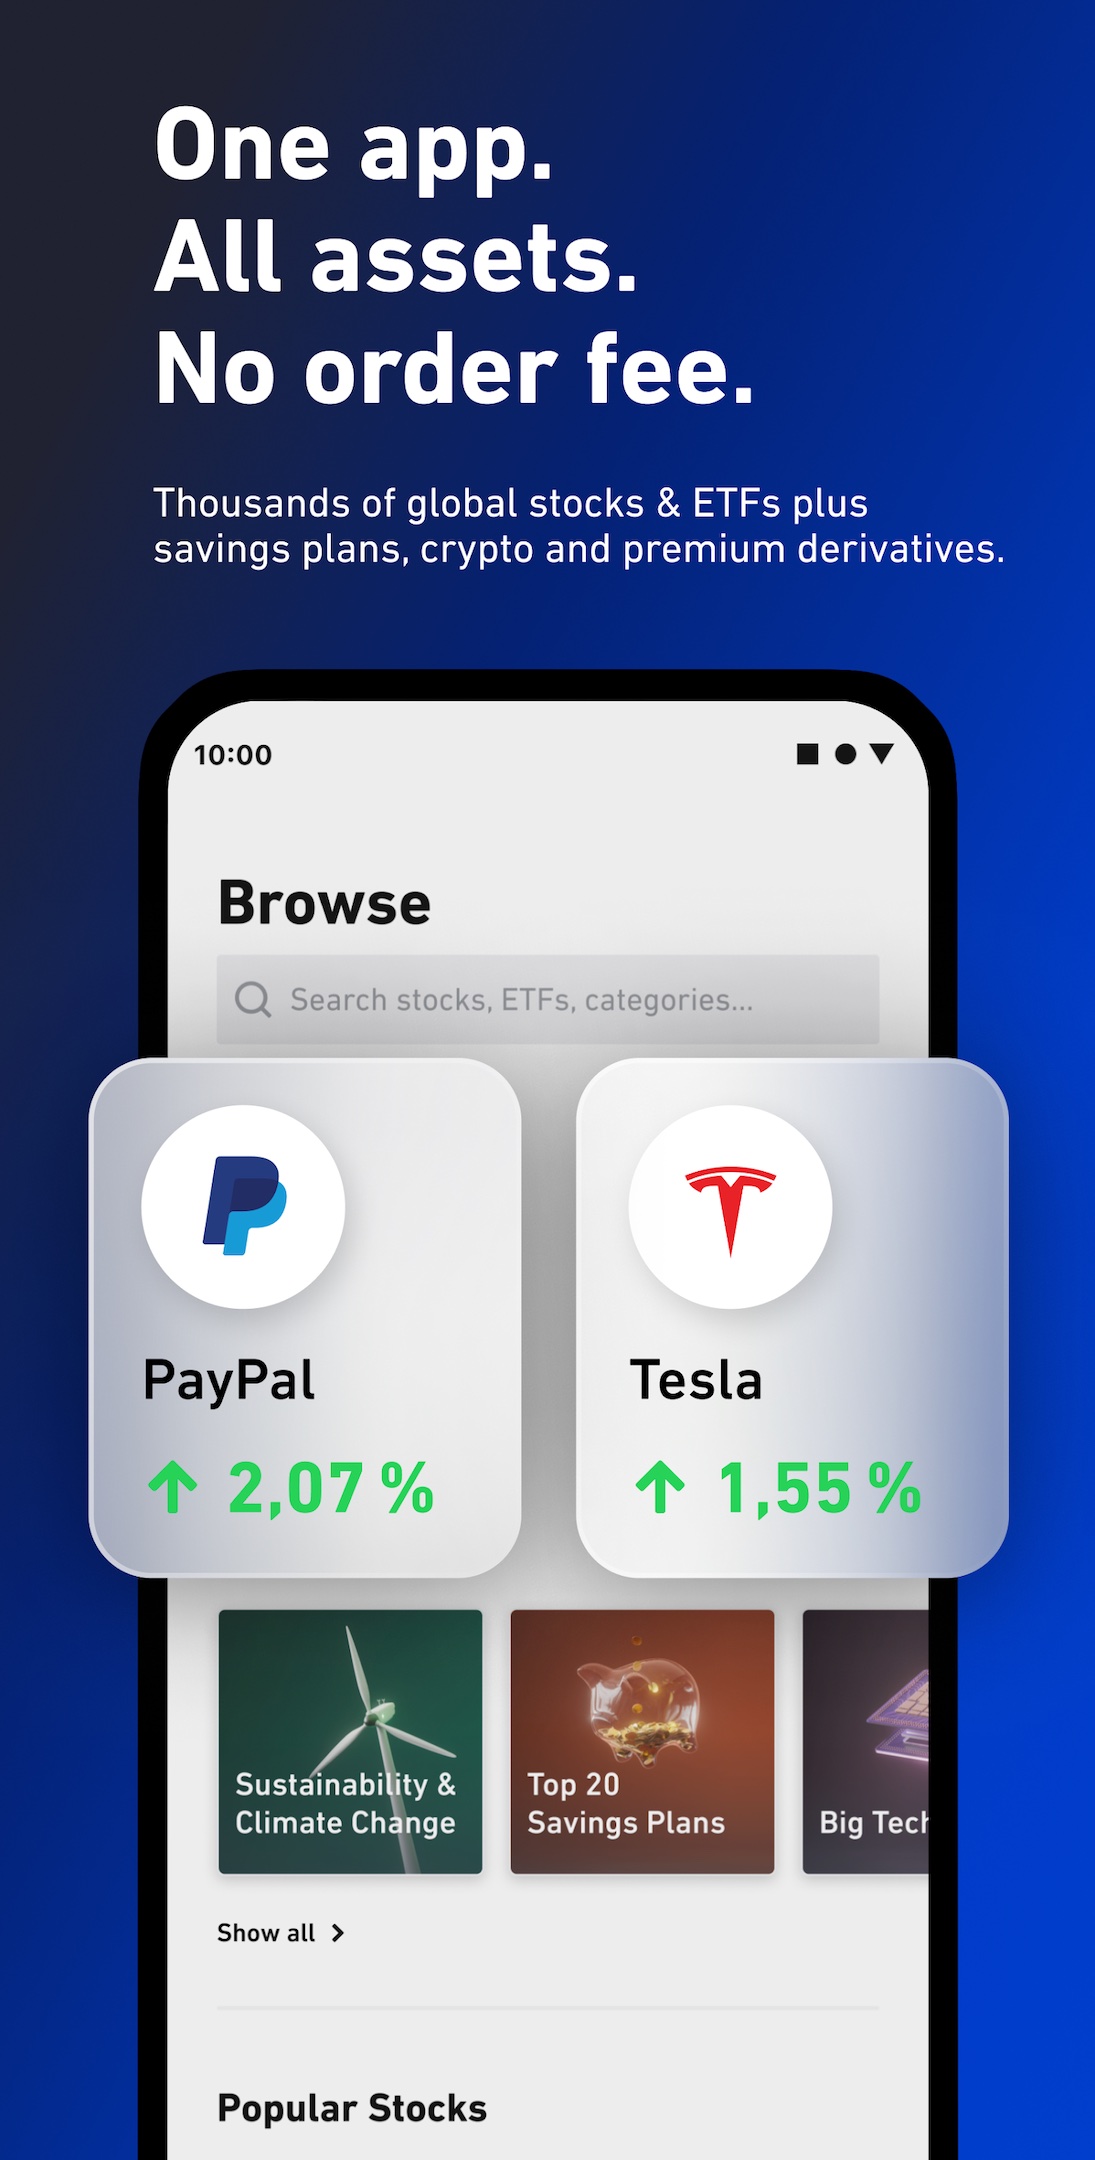 One app.
All assets.
No order fee.
Thousands of global stocks & ETFs plus
savings plans, crypto and premium derivatives.
10:00
Browse
Search stocks, ETFs, categories...
PayPal
2,07 %
Tesla
1,55 %
Sustainability &
Climate Change
Top 20
Savings Plans
Big Tech
Show all
Popular Stocks